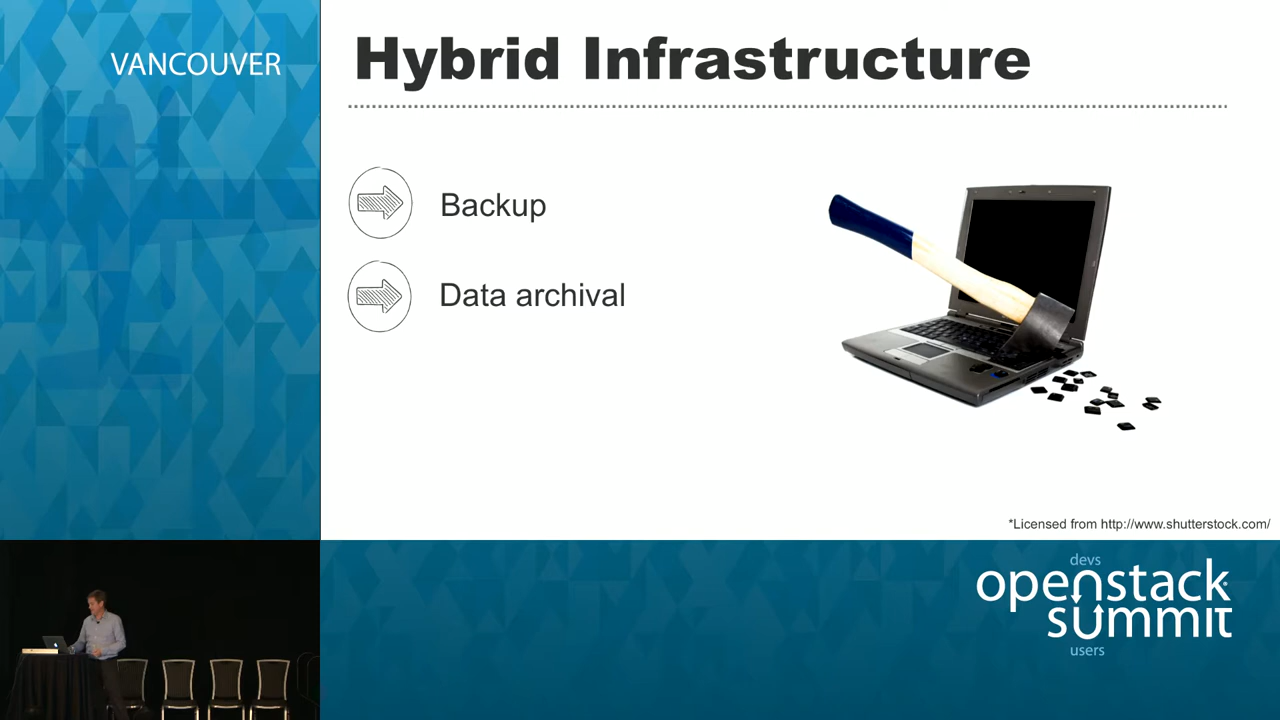 VANCOUVER
Hybrid Infrastructure
Backup
Data archival
*Licensed from http://www.shutterstock.com/
devs
openstack
summit
users